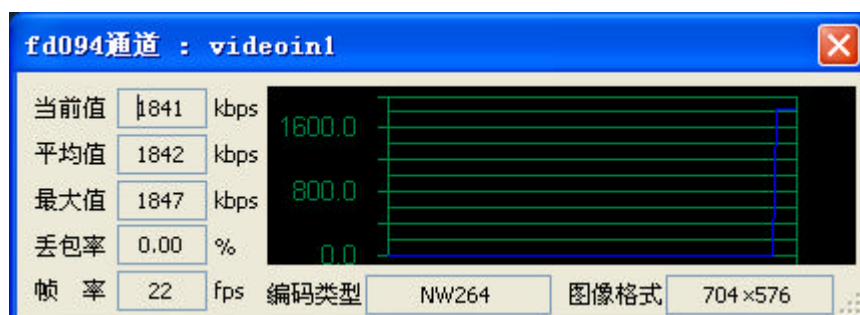 fd094通道 : videoin1
当前值 1841 kbps
平均值 1842 kbps
最大值 1847 kbps
丢包率 0.00 %
帧 率 22 fps
1600.0
800.0
0.0
编码类型 NW264 图像格式 704×576